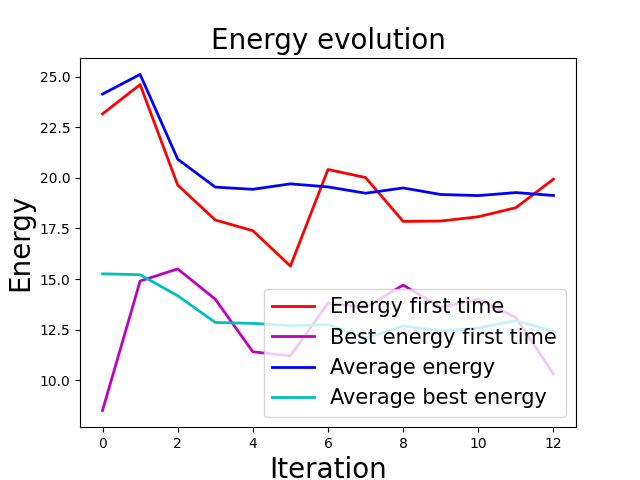 Energy evolution
Energy
25.0
22.5
20.0
17.5
15.0
12.5
10.0
Energy first time
Best energy first time
Average energy
Average best energy
0 2 4 6 8 10 12
Iteration